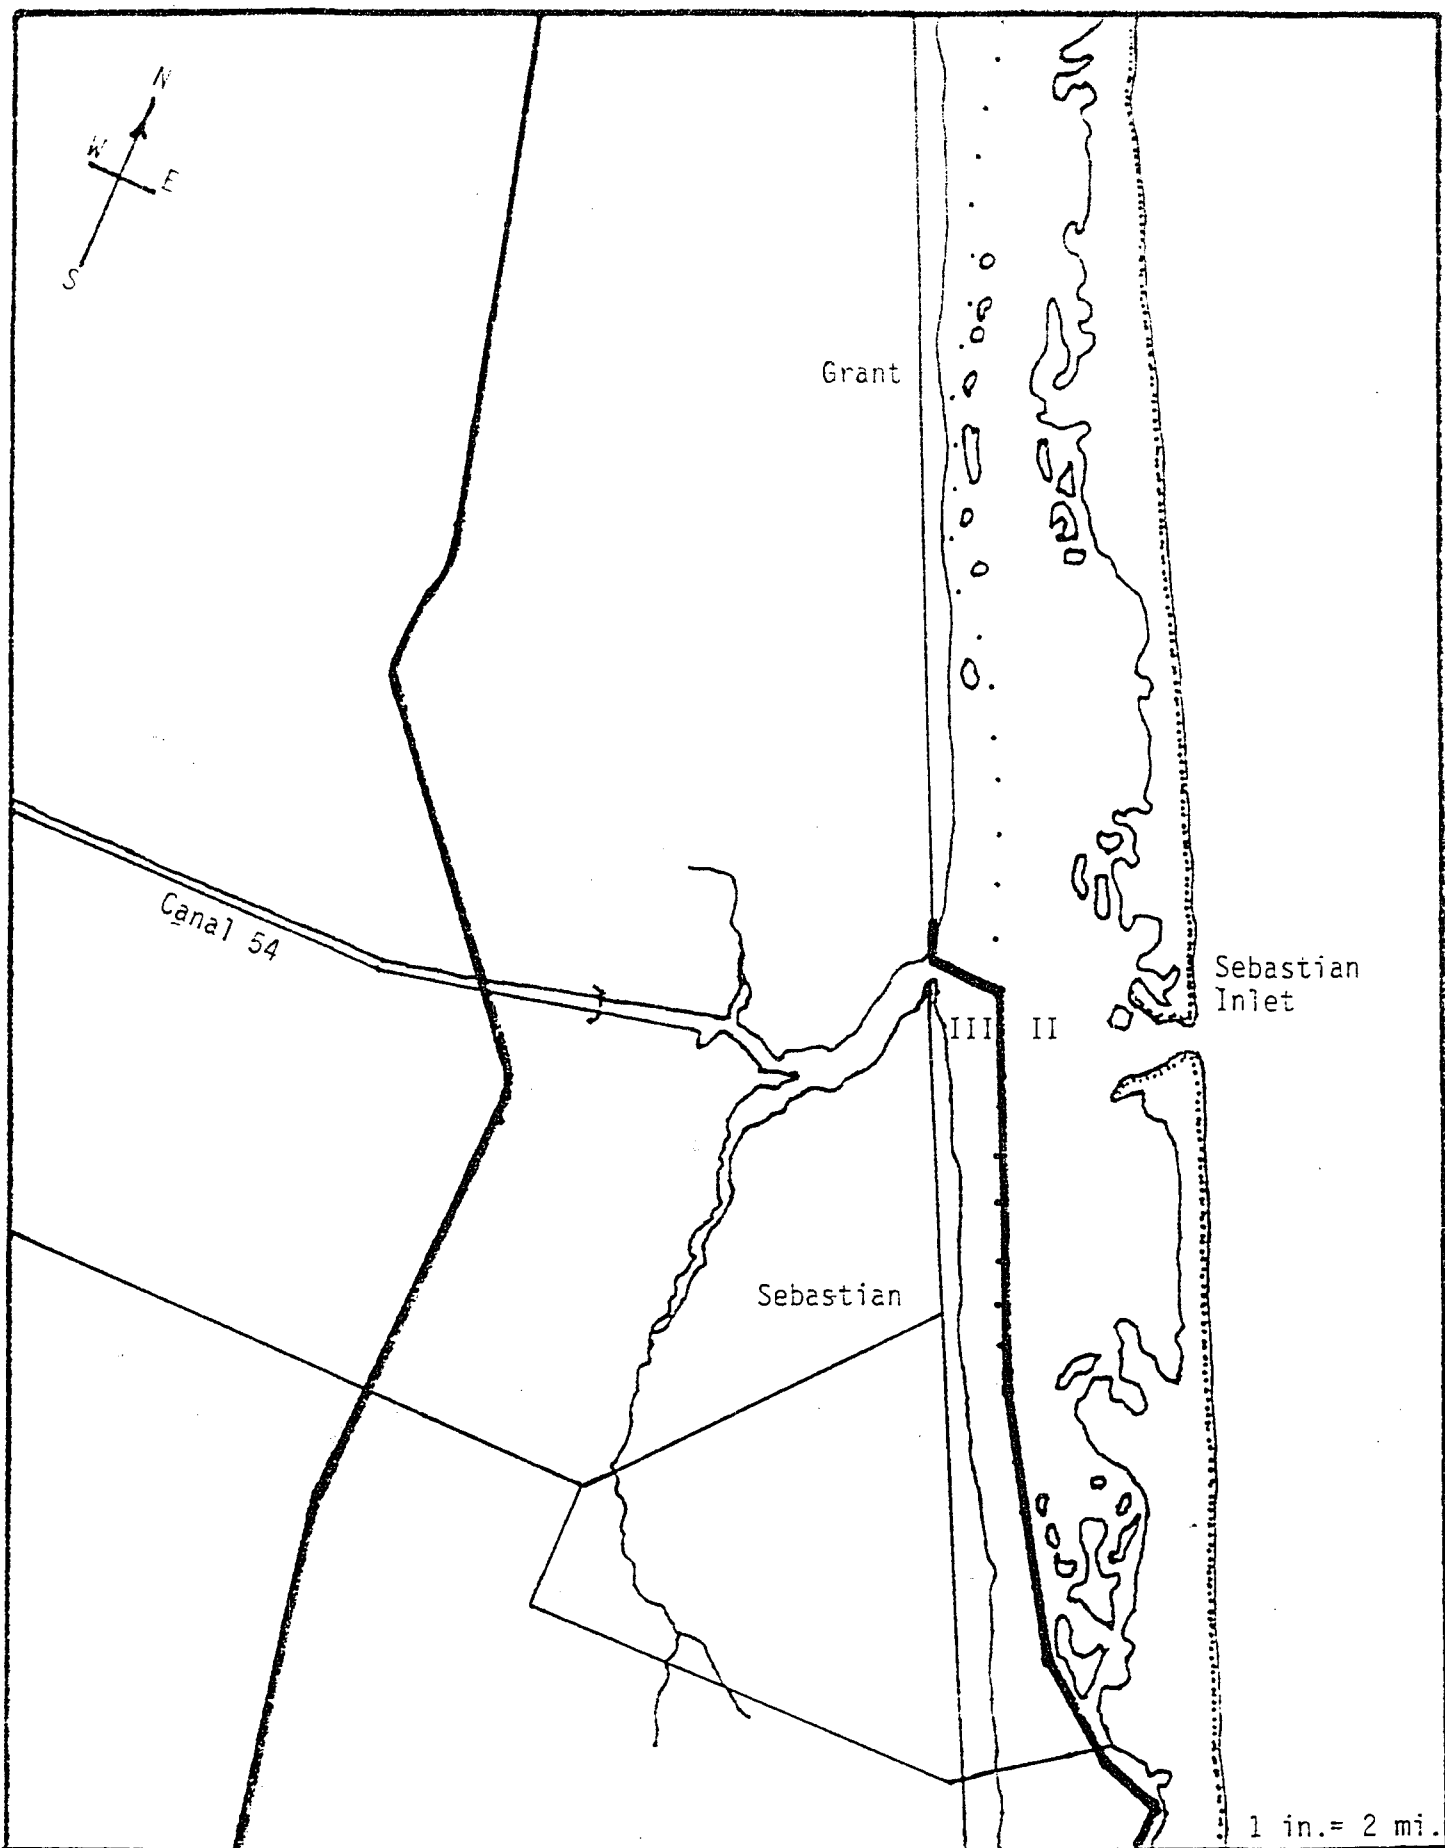 N
W
E
S
Grant
Canal 54
Sebastian
Inlet
III II
Sebastian
1 in.= 2 mi.